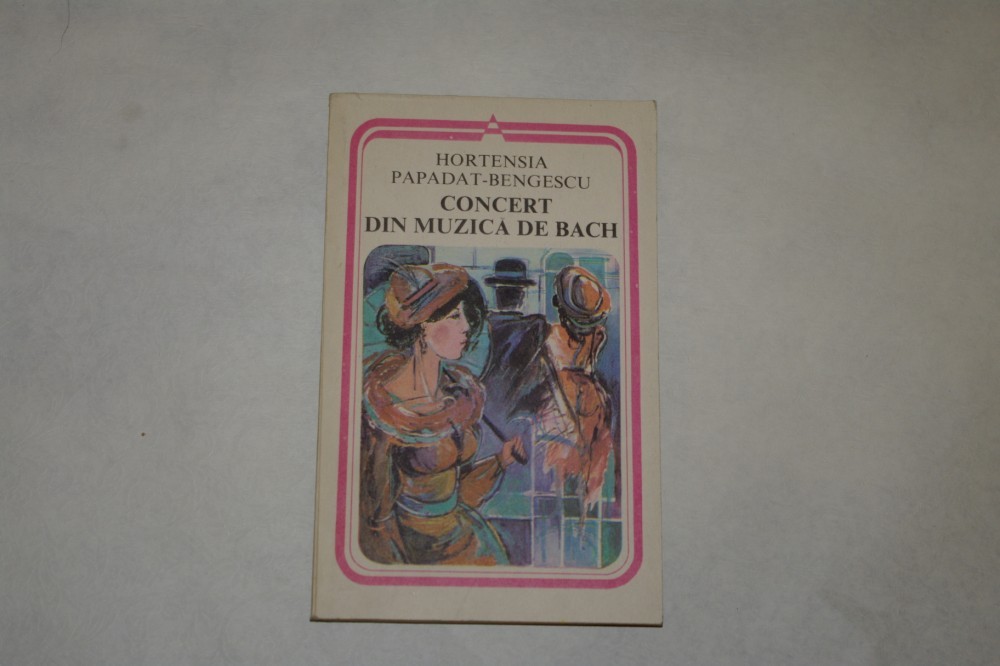 HORTENSIA
PAPADAT-BENGESCU
CONCERT
DIN MUZICĂ DE BACH